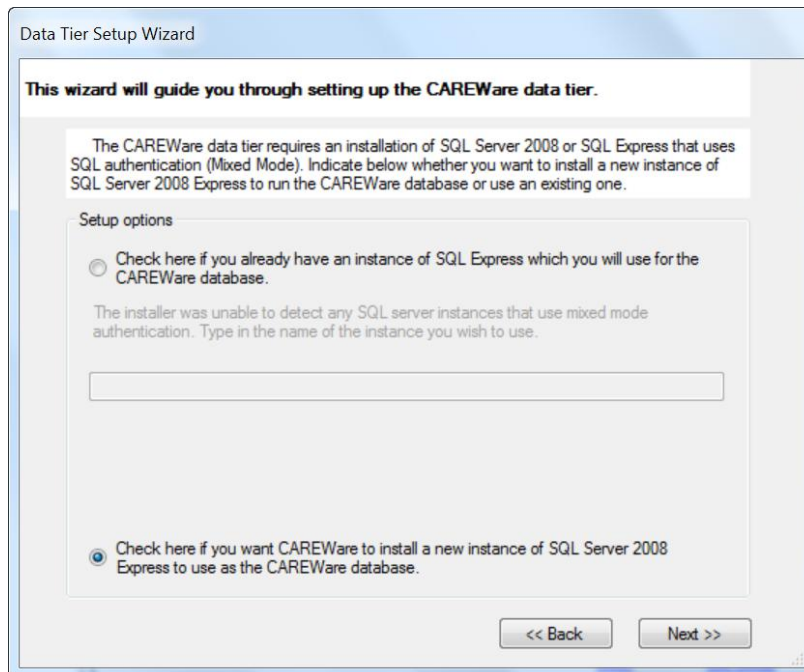 Data Tier Setup Wizard
This wizard will guide you through setting up the CAREWare data tier.
The CAREWare data tier requires an installation of SQL Server 2008 or SQL Express that uses
SQL authentication (Mixed Mode). Indicate below whether you want to install a new instance of
SQL Server 2008 Express to run the CAREWare database or use an existing one.
Setup options
Check here if you already have an instance of SQL Express which you will use for the
CAREWare database.
The installer was unable to detect any SQL server instances that use mixed mode
authentication. Type in the name of the instance you wish to use.
Check here if you want CAREWare to install a new instance of SQL Server 2008
Express to use as the CAREWare database.
<< Back
Next >>